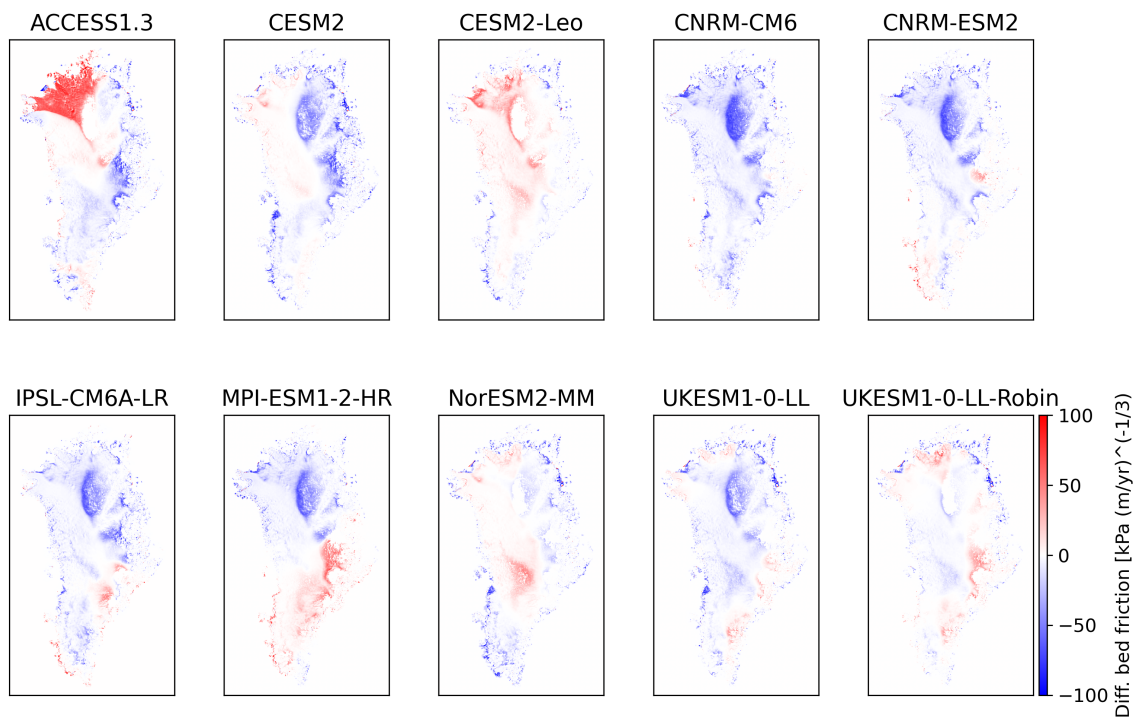 ACCESS1.3
CESM2
CESM2-Leo
CNRM-CM6
CNRM-ESM2
IPSL-CM6A-LR
MPI-ESM1-2-HR
NorESM2-MM
UKESM1-0-LL
UKESM1-0-LL-Robin
100
50
0
−50
−100
Diff. bed friction [kPa (m/yr)^(-1/3)